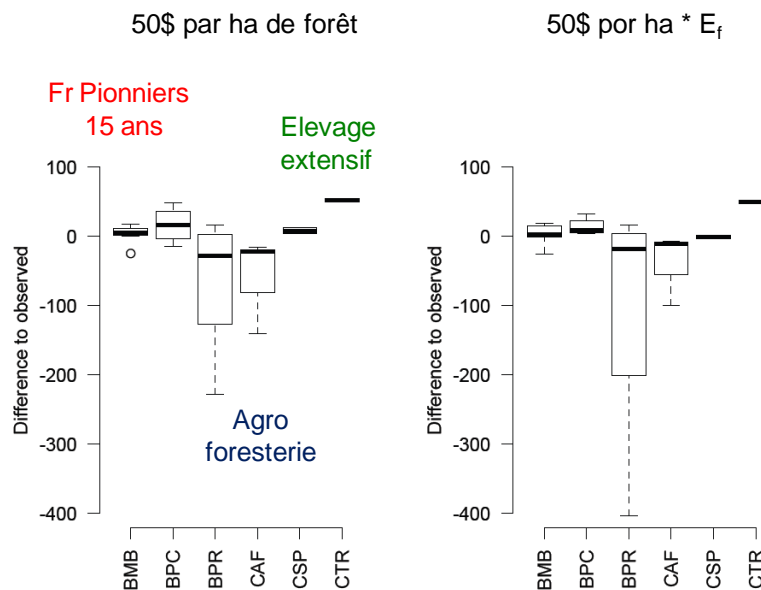 50$ par ha de forêt
50$ por ha * Ef
Fr Pionniers
15 ans
Elevage
extensif
Agro
foresterie
Difference to observed
100
0
-100
-200
-300
-400
BMB
BPC
BPR
CAF
CSP
CTR
Difference to observed
100
0
-100
-200
-300
-400
BMB
BPC
BPR
CAF
CSP
CTR